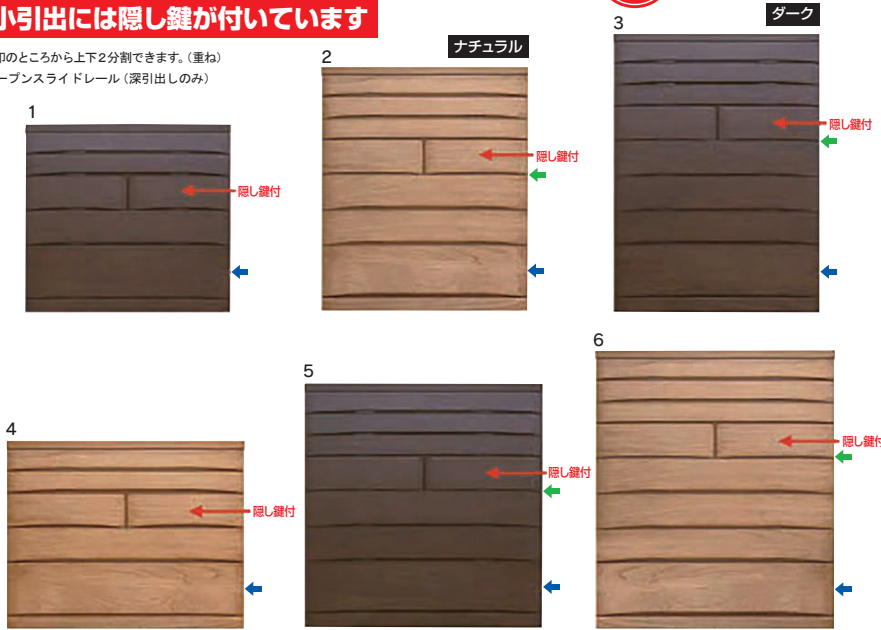 小引出には隠し鍵が付いています
印のところから上下2分割できます。（重ね）
ープンスライドレール（深引出しのみ）
ナチュラル
ダーク
1
隠し鍵付
2
隠し鍵付
3
隠し鍵付
4
隠し鍵付
5
隠し鍵付
6
隠し鍵付